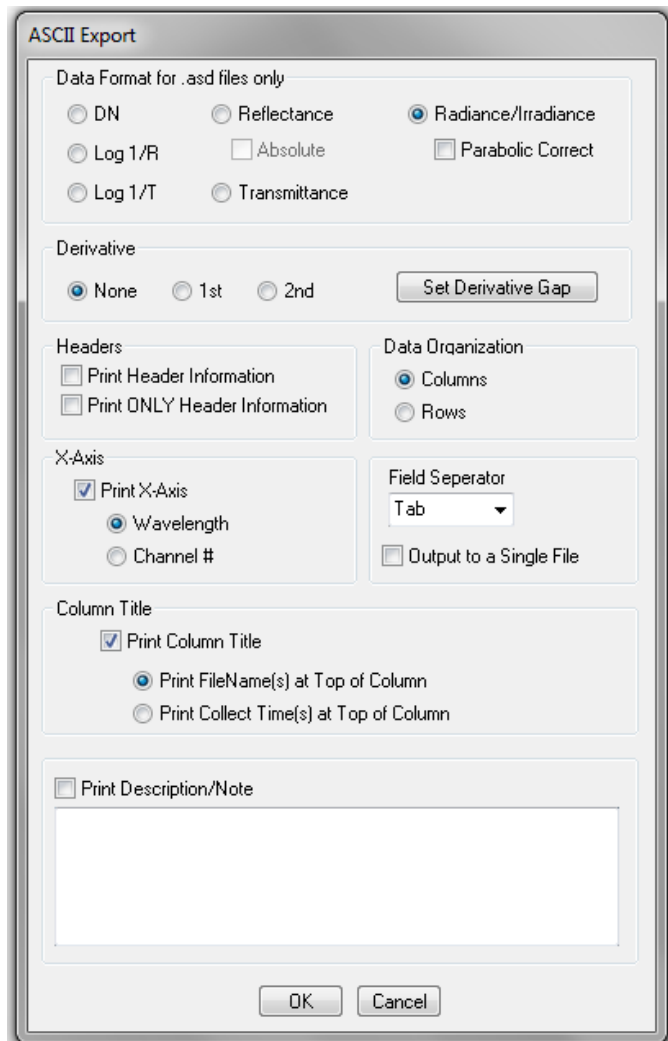 ASCII Export
Data Format for .asd files only
DN Reflectance Radiance/Irradiance
Log 1/R Absolute Parabolic Correct
Log 1/T Transmittance
Derivative
None 1st 2nd Set Derivative Gap
Headers
Print Header Information
Print ONLY Header Information
Data Organization
Columns
Rows
X-Axis
Print X-Axis
Wavelength
Channel #
Field Seperator
Tab
Output to a Single File
Column Title
Print Column Title
Print FileName(s) at Top of Column
Print Collect Time(s) at Top of Column
Print Description/Note
OK Cancel